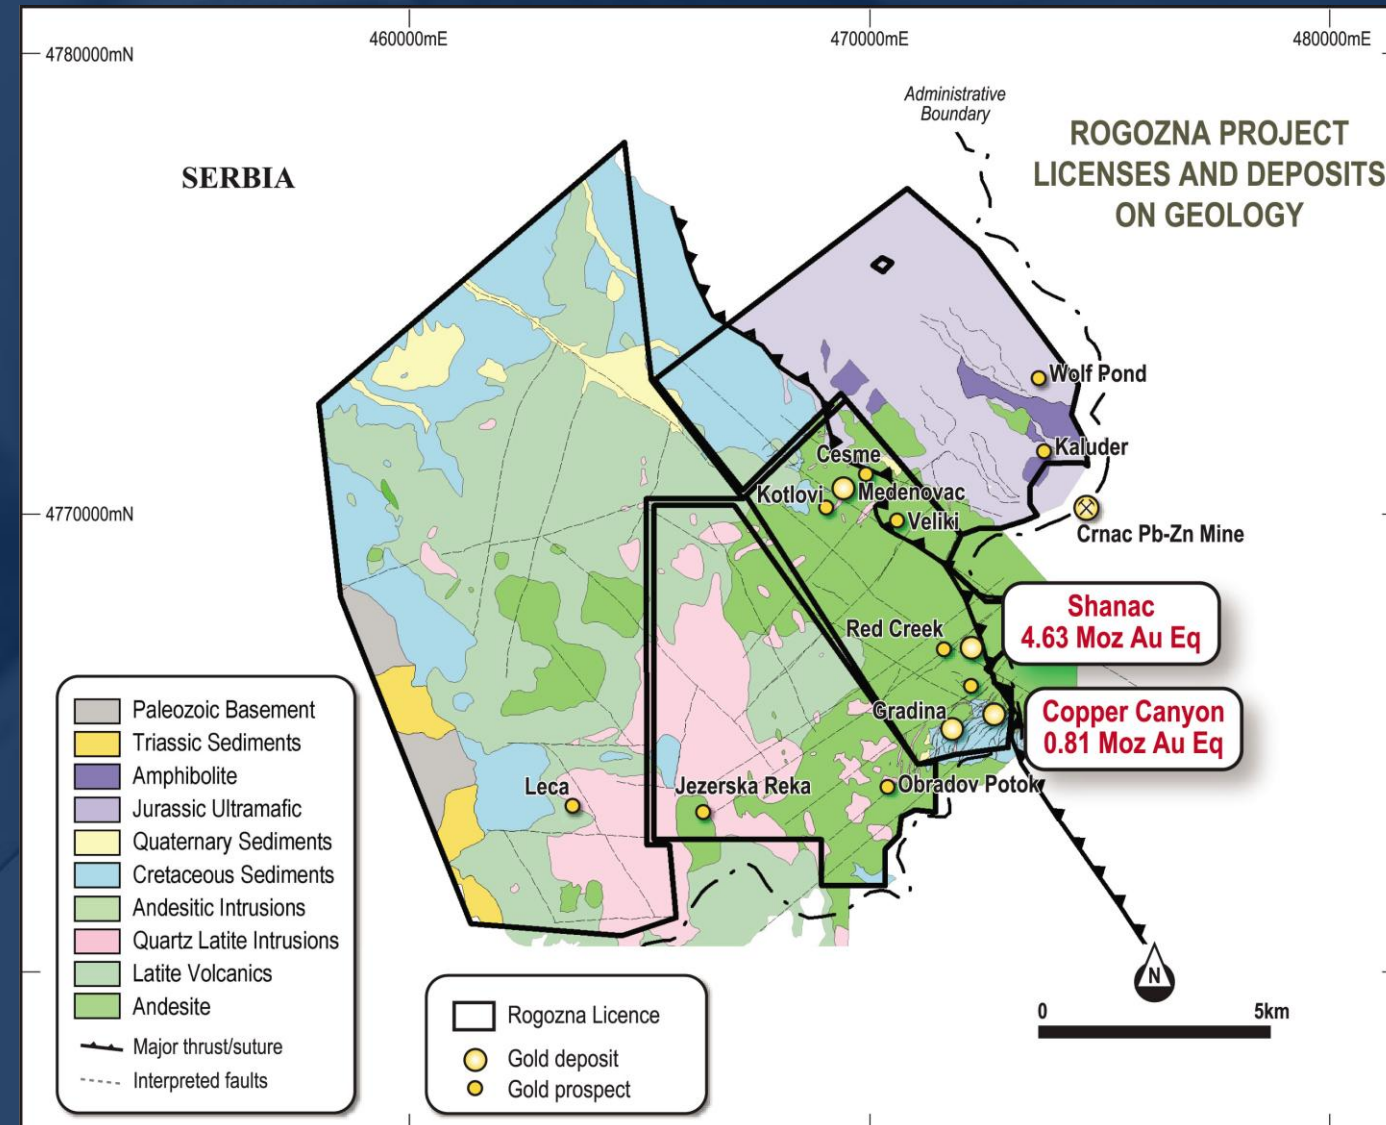 460000mE
470000mE
480000mE
4780000mN
Administrative
Boundary
ROGOZNA PROJECT
LICENSES AND DEPOSITS
ON GEOLOGY
SERBIA
Wolf Pond
Kaluder
Cesme
Kotlovi
Medenovac
Veliki
4770000mN
Crnac Pb-Zn Mine
Shanac
4.63 Moz Au Eq
Red Creek
Gradina
Copper Canyon
0.81 Moz Au Eq
Leca
Jezerska Reka
Obradov Potok
Paleozoic Basement
Triassic Sediments
Amphibolite
Jurassic Ultramafic
Quaternary Sediments
Cretaceous Sediments
Andesitic Intrusions
Quartz Latite Intrusions
Latite Volcanics
Andesite
Major thrust/suture
Interpreted faults
Rogozna Licence
Gold deposit
Gold prospect
N
0 5km